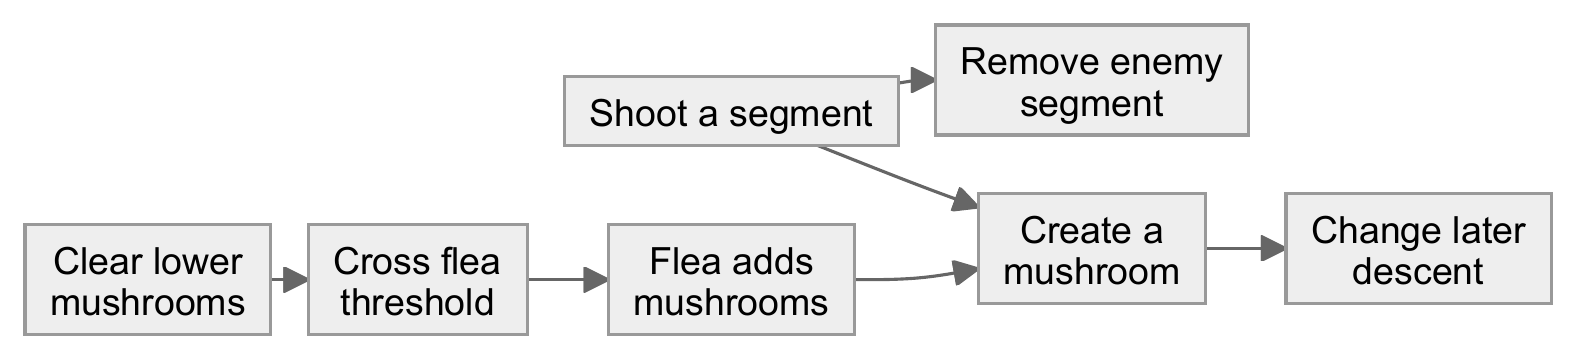 Remove enemy
segment
Shoot a segment
Create a
mushroom
Change later
descent
Clear lower
mushrooms
Cross flea
threshold
Flea adds
mushrooms